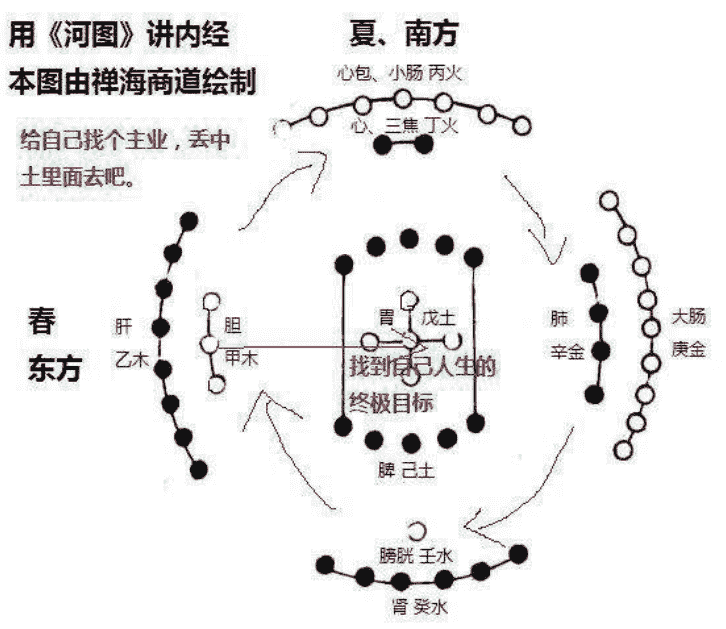 用《河图》讲内经
本图由禅海商道绘制
给自己找个主业，丢中
土里面去吧。
夏、南方
心包、小肠 丙火
心、三焦 丁火
春
东方
肝
乙木
胆
甲木
胃
戊土
找到自己人生的
终极目标
脾 己土
肺
辛金
大肠
庚金
膀胱 壬水
肾 癸水